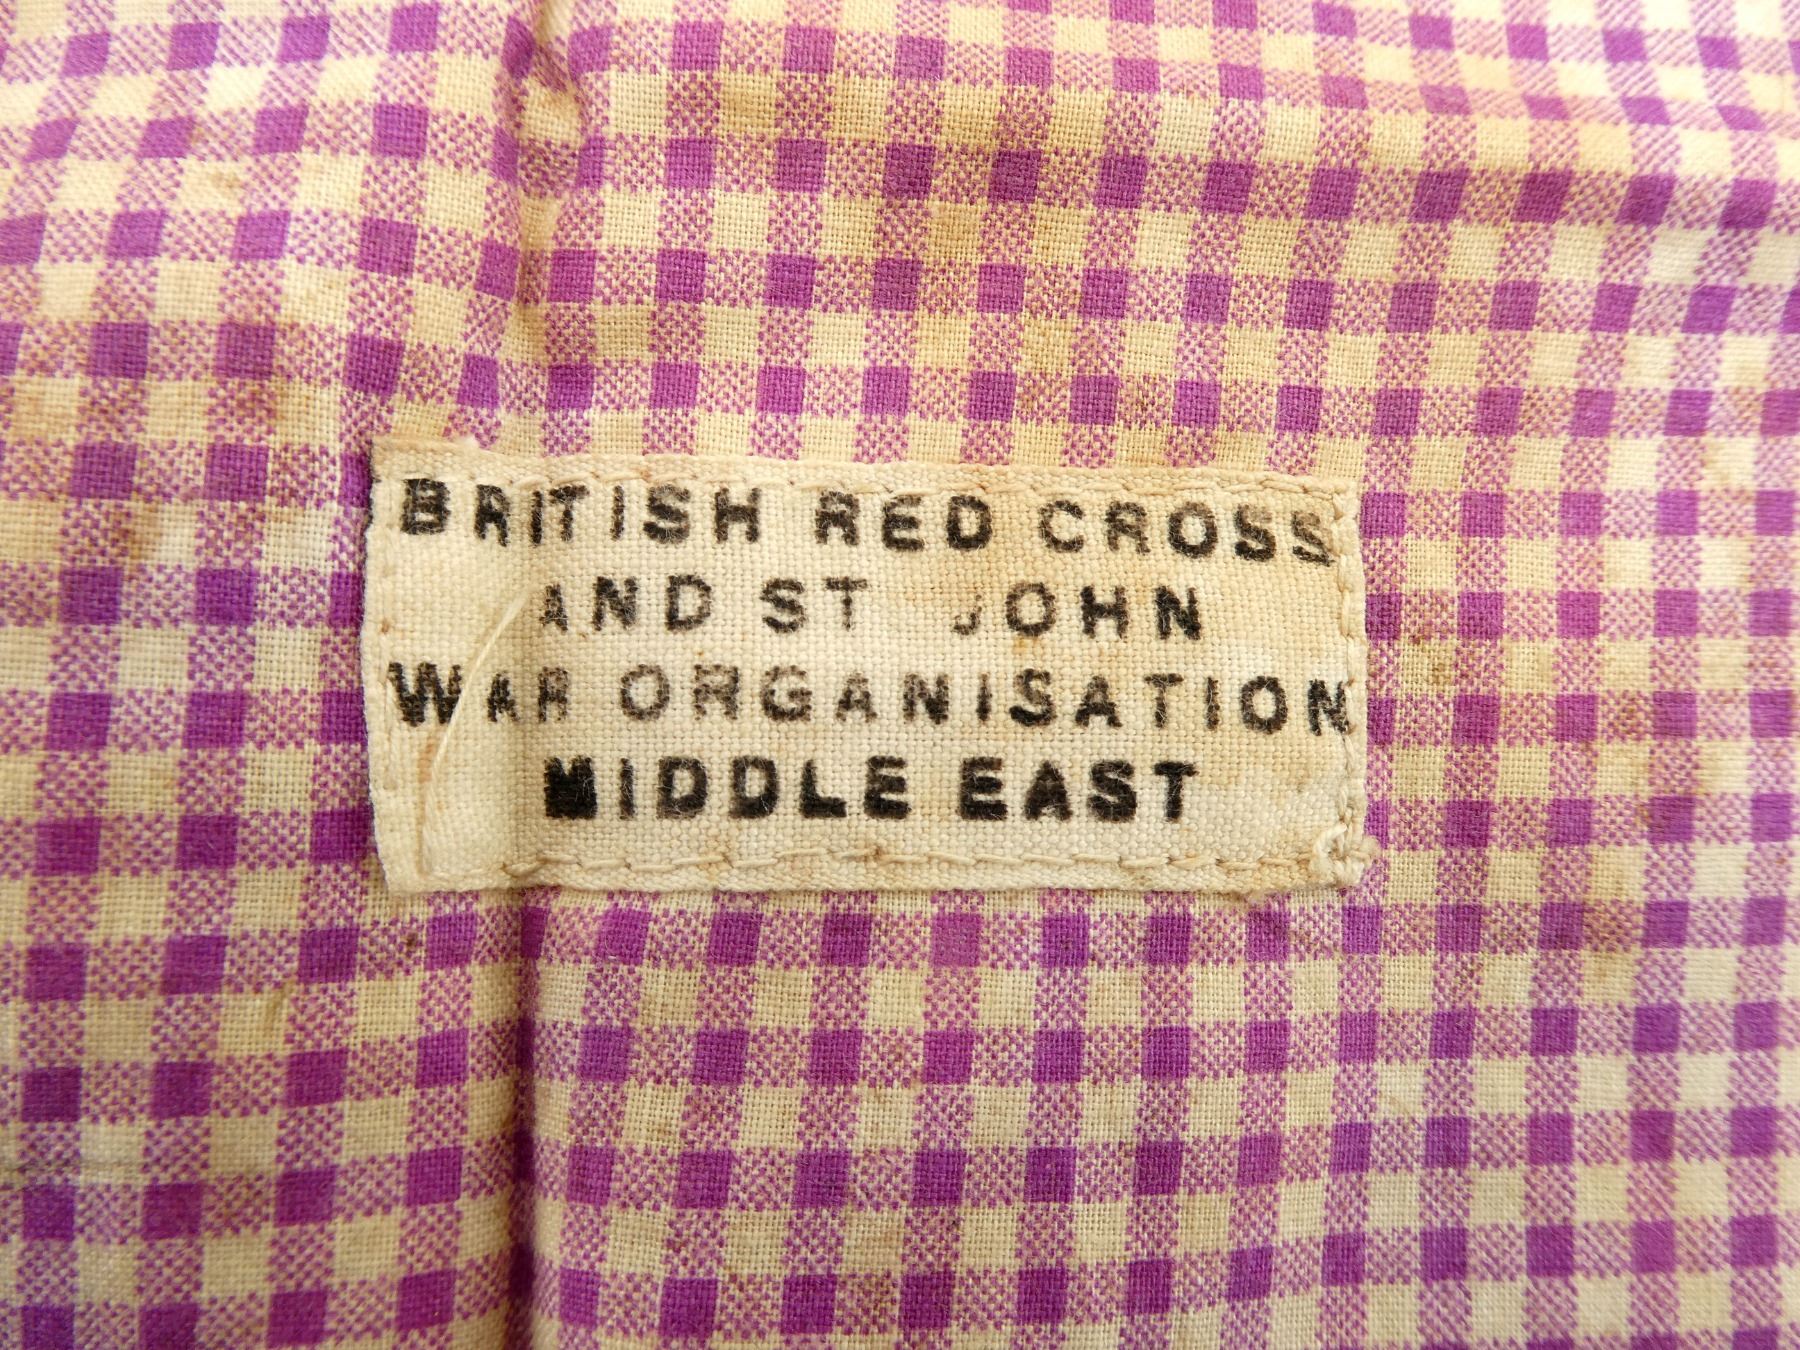 BRITISH RED CROSS
AND ST JOHN
WAR ORGANISATION
MIDDLE EAST